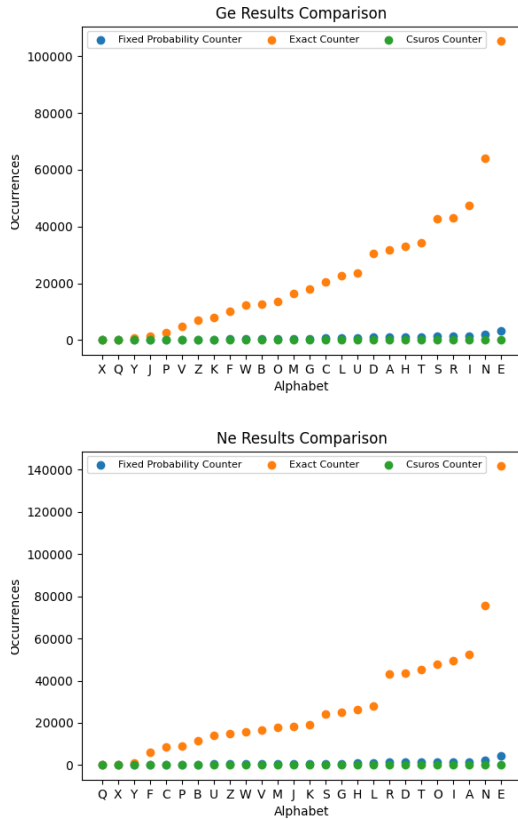 Ge Results Comparison
Fixed Probability Counter Exact Counter Csuros Counter
100000
80000
60000
40000
20000
0
Occurrences
X Q Y J P V Z K F W B O M G C L U D A H T S R I N E
Alphabet
Ne Results Comparison
Fixed Probability Counter Exact Counter Csuros Counter
140000
120000
100000
80000
60000
40000
20000
0
Occurrences
Q X Y F C P B U Z W V M J K S G H L R D T O I A N E
Alphabet